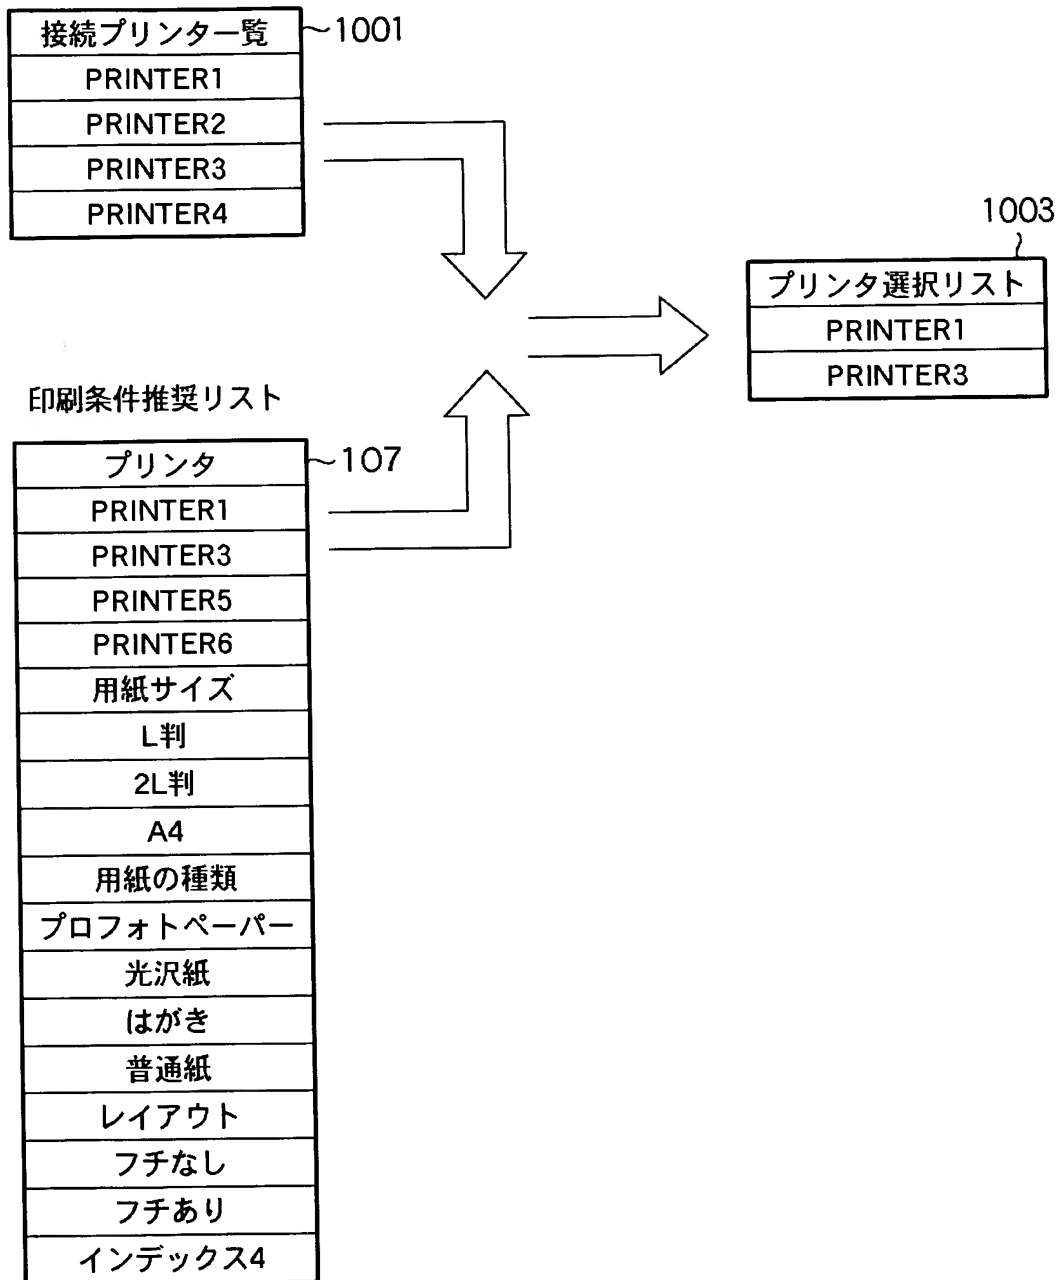 接続プリンター覧
~1001
PRINTER1
PRINTER2
PRINTER3
PRINTER4
1003
プリンタ選択リスト
PRINTER1
PRINTER3
印刷条件推奨リスト
プリンタ
~107
PRINTER1
PRINTER3
PRINTER5
PRINTER6
用紙サイズ
L判
2L判
A4
用紙の種類
プロフォトペーパー
光沢紙
はがき
普通紙
レイアウト
フチなし
フチあり
インデックス4